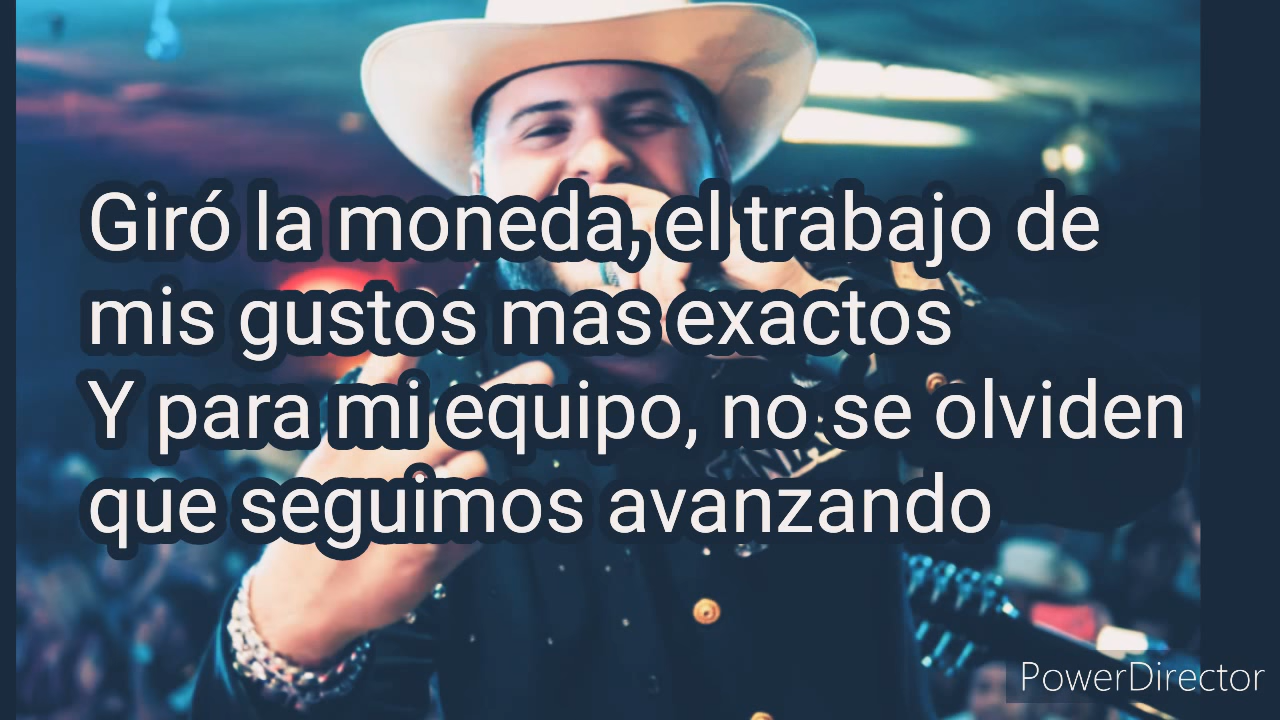 Giró la moneda, el trabajo de
mis gustos mas exactos
Y para mi equipo, no se olviden
que seguimos avanzando
PowerDirector